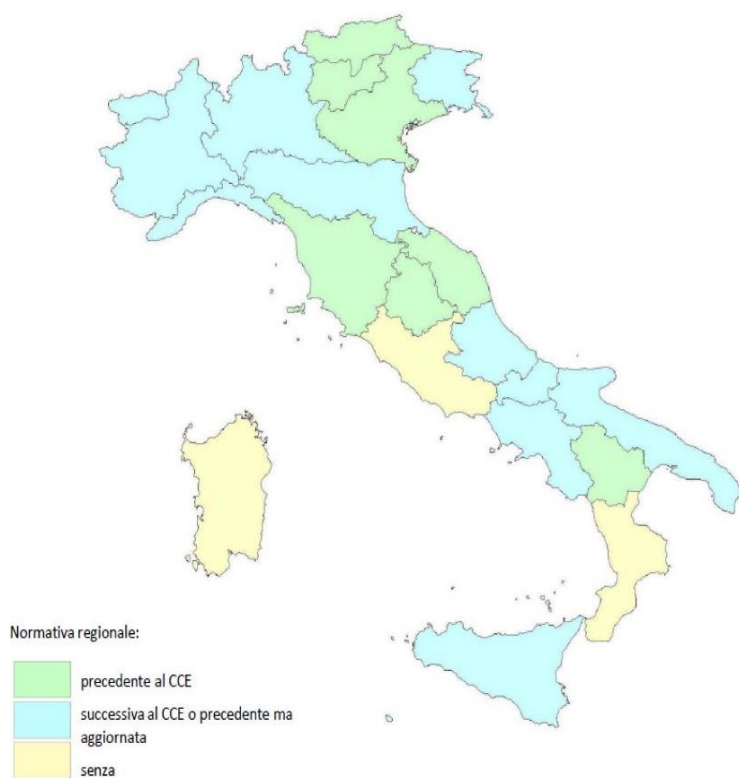 Normativa regionale:
precedente al CCE
successiva al CCE o precedente ma
aggiornata
senza